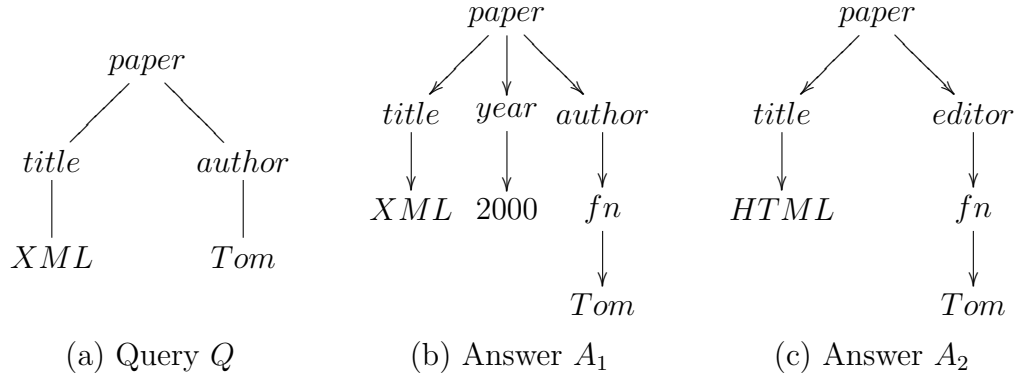 paper
title author
XML Tom
(a) Query Q
paper
title year author
XML 2000 fn
Tom
(b) Answer A₁
paper
title editor
HTML fn
Tom
(c) Answer A₂